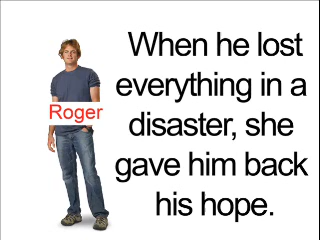 Roger
When he lost
everything in a
disaster, she
gave him back
his hope.